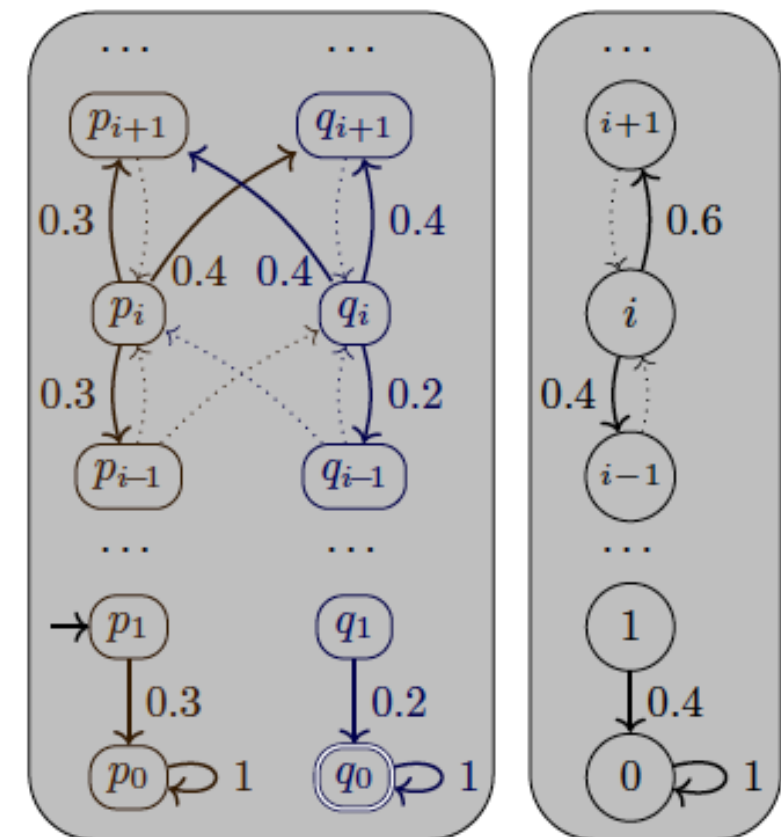 ... ... ...
p_{i+1} q_{i+1} i+1
0.3 0.4 0.6
0.4 0.4
p_i q_i i
0.3 0.2 0.4
p_{i-1} q_{i-1} i-1
... ... ...
p_1 q_1 1
0.3 0.2 0.4
p_0 1 q_0 1 0 1